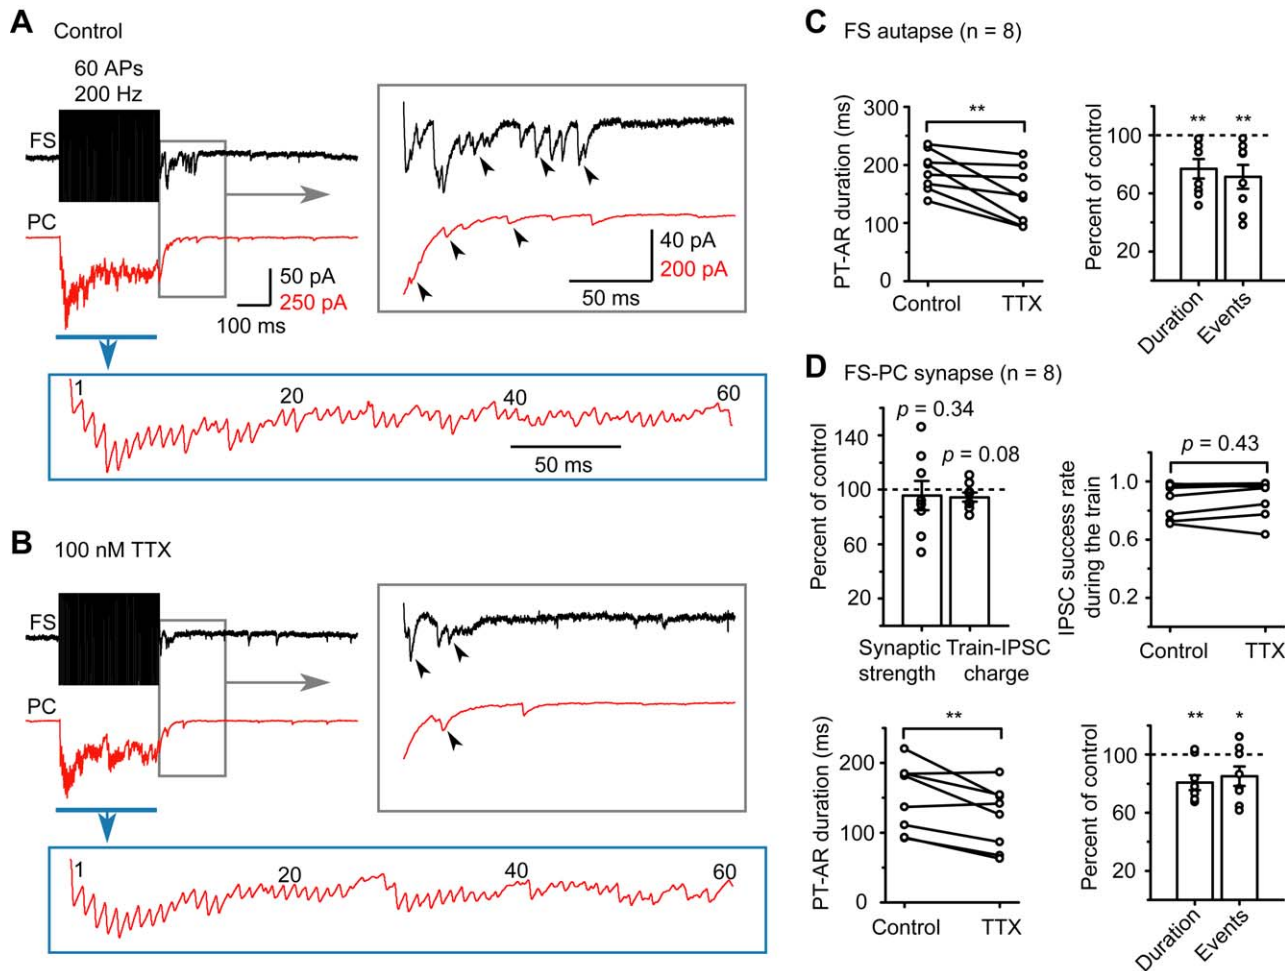 A
Control
60 APs
200 Hz
FS
PC
50 pA
250 pA
100 ms
40 pA
200 pA
50 ms
1
20
40
60
50 ms
B
100 nM TTX
FS
PC
1
20
40
60
C
FS autapse (n = 8)
PT-AR duration (ms)
300
200
100
0
**
Control
TTX
Percent of control
100
60
20
**
**
Duration
Events
D
FS-PC synapse (n = 8)
Percent of control
140
100
60
20
p = 0.34
p = 0.08
Synaptic
strength
Train-IPSC
charge
IPSC success rate
during the train
1.0
0.6
0.2
p = 0.43
Control
TTX
PT-AR duration (ms)
200
100
0
**
Control
TTX
Percent of control
100
60
20
**
*
Duration
Events